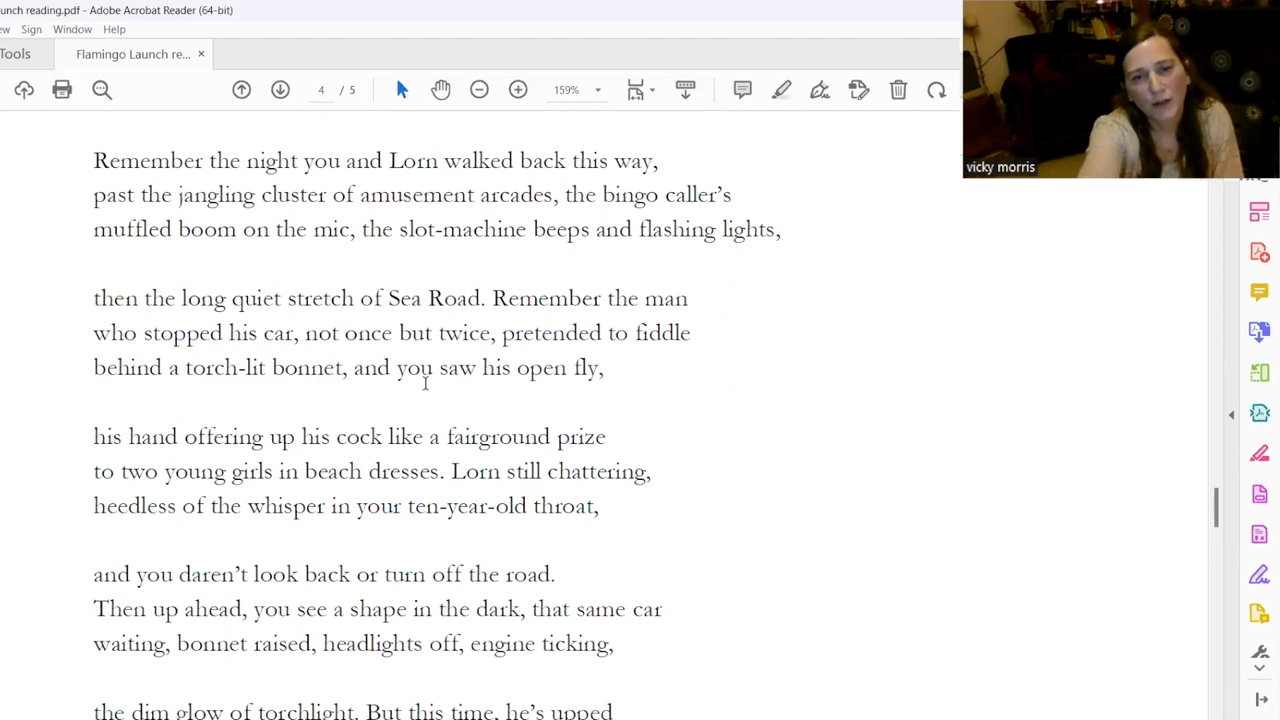 unch reading.pdf - Adobe Acrobat Reader (64-bit)
ew Sign Window Help
Tools
Flamingo Launch re... ×
4 / 5
159%
vicky morris
Remember the night you and Lorn walked back this way,
past the jangling cluster of amusement arcades, the bingo caller’s
muffled boom on the mic, the slot-machine beeps and flashing lights,
then the long quiet stretch of Sea Road. Remember the man
who stopped his car, not once but twice, pretended to fiddle
behind a torch-lit bonnet, and you saw his open fly,
his hand offering up his cock like a fairground prize
to two young girls in beach dresses. Lorn still chattering,
heedless of the whisper in your ten-year-old throat,
and you daren’t look back or turn off the road.
Then up ahead, you see a shape in the dark, that same car
waiting, bonnet raised, headlights off, engine ticking,
the dim glow of torchlight. But this time, he’s upped